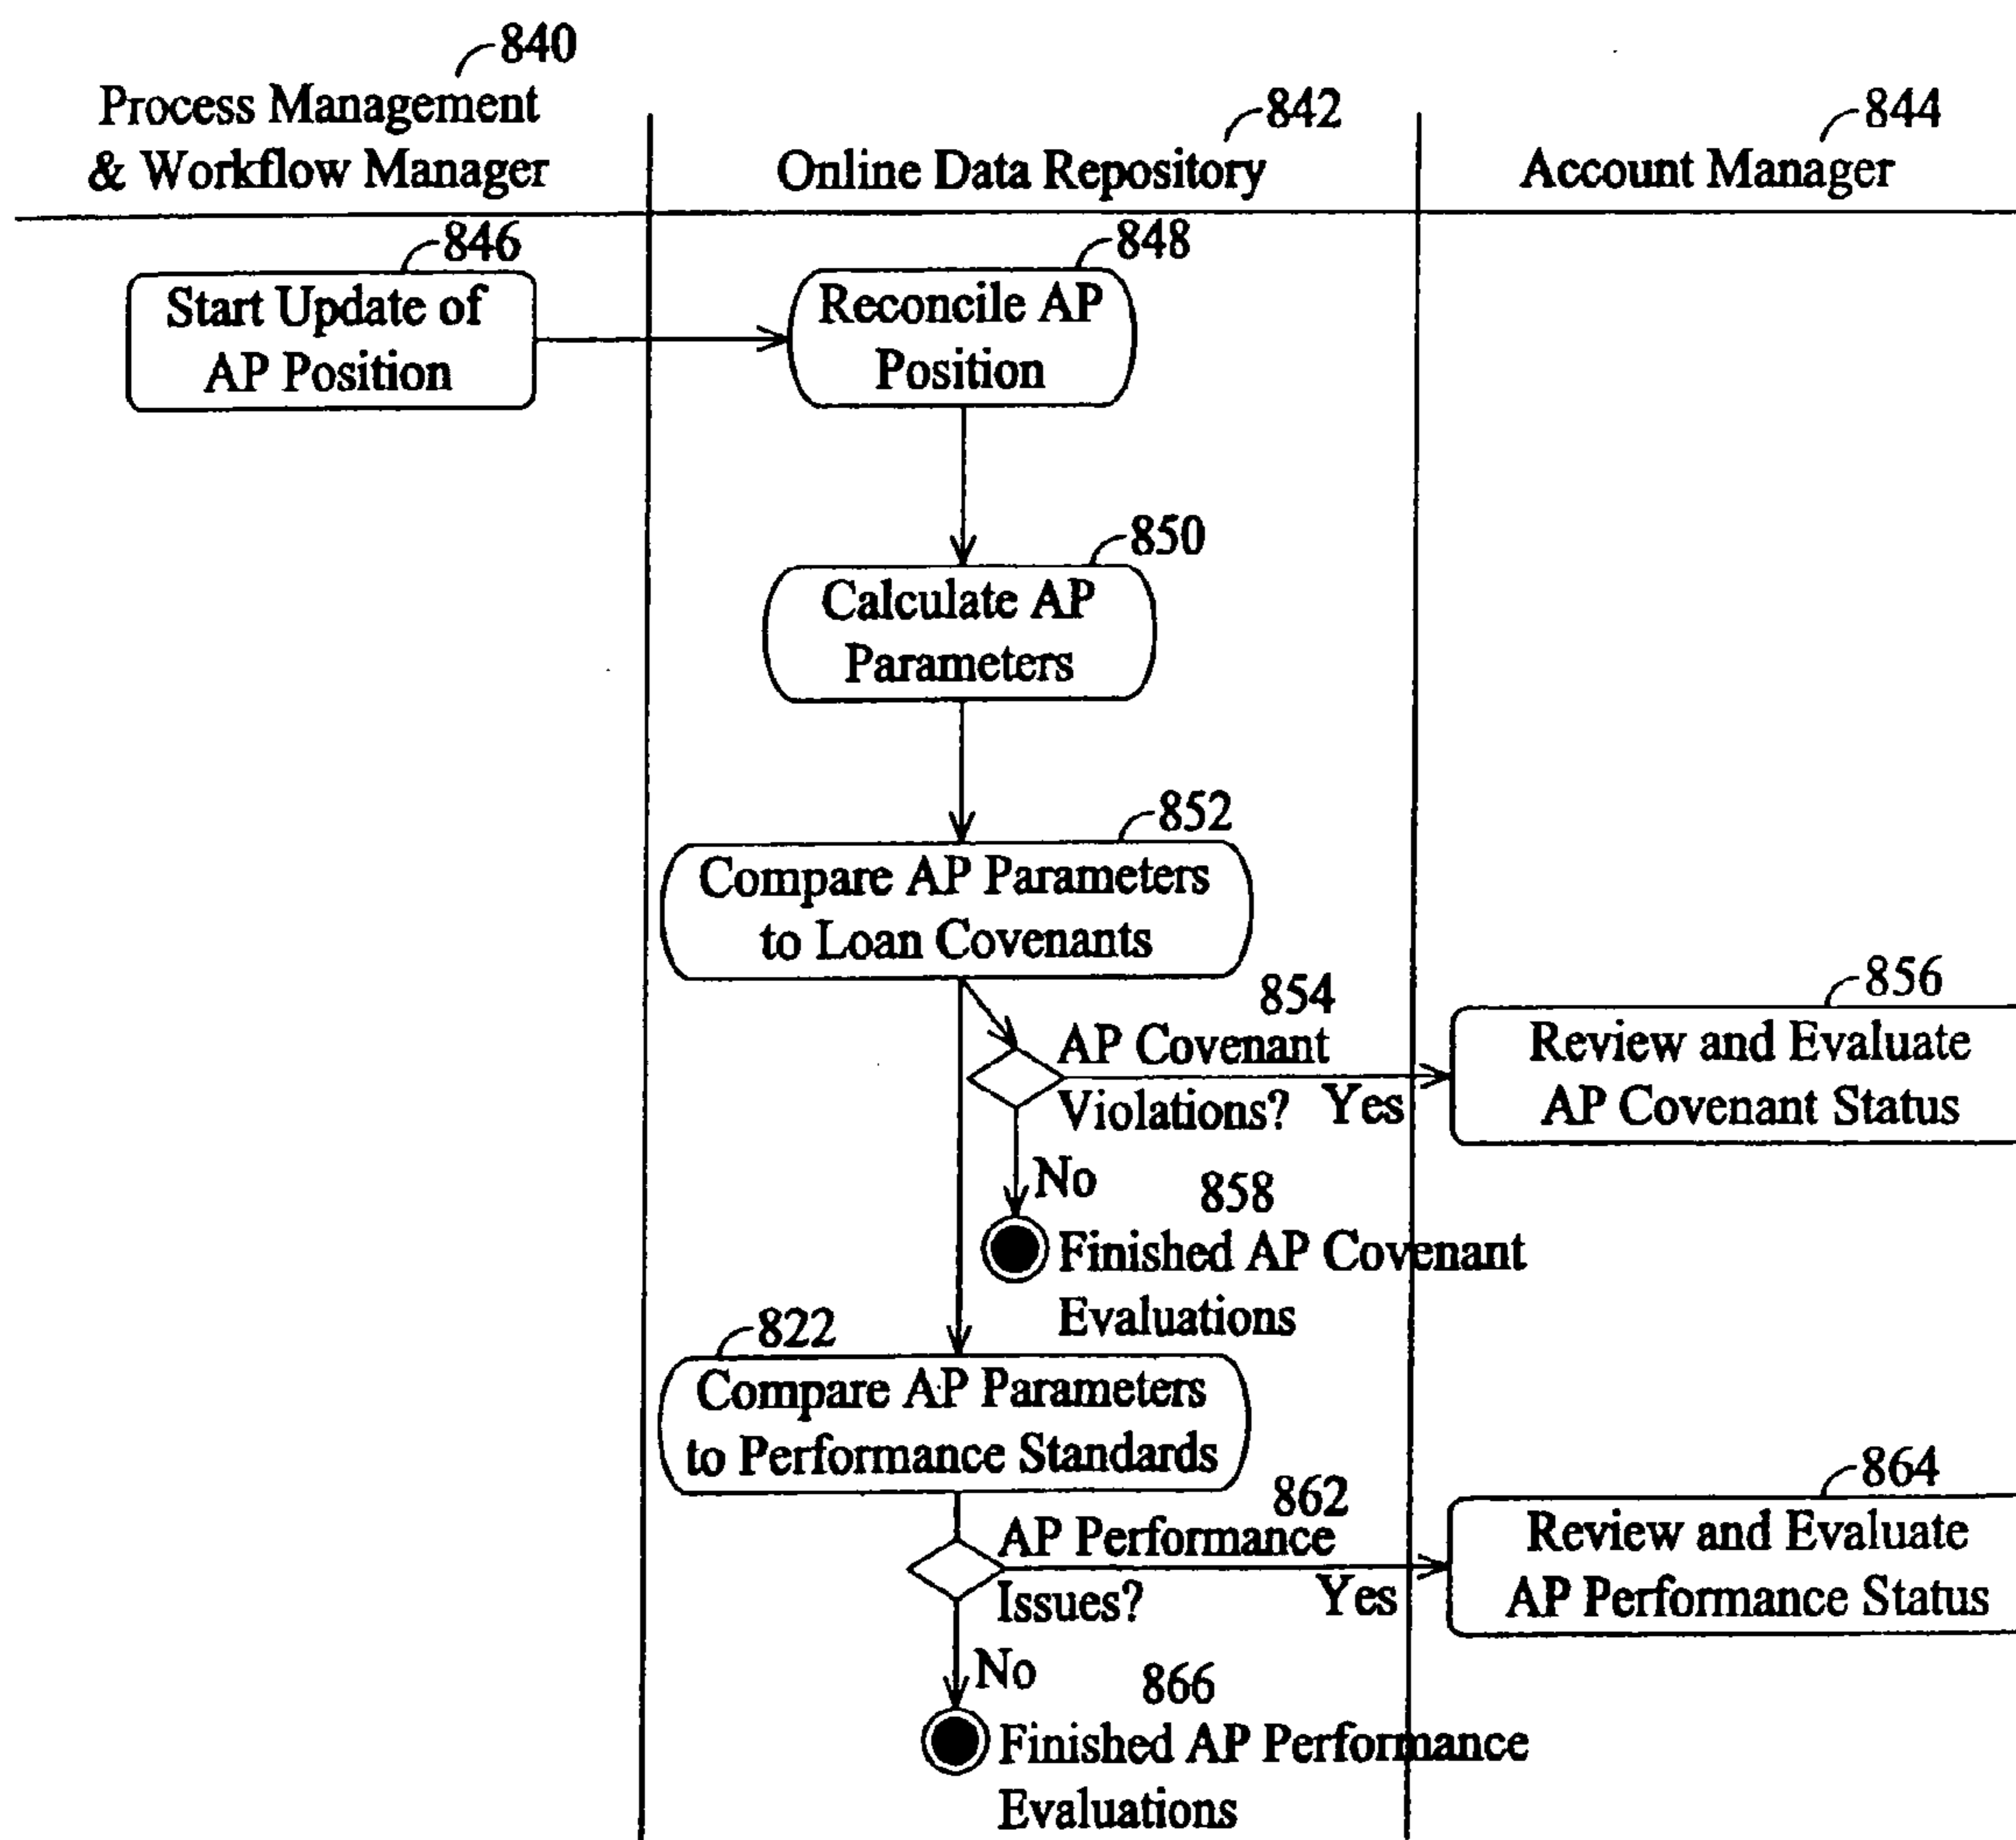 840
Process Management
& Workflow Manager
842
Online Data Repository
844
Account Manager
846
Start Update of
AP Position
848
Reconcile AP
Position
850
Calculate AP
Parameters
852
Compare AP Parameters
to Loan Covenants
854
AP Covenant
Violations?
Yes
856
Review and Evaluate
AP Covenant Status
No
858
Finished AP Covenant
Evaluations
822
Compare AP Parameters
to Performance Standards
862
AP Performance
Issues?
Yes
864
Review and Evaluate
AP Performance Status
No
866
Finished AP Performance
Evaluations